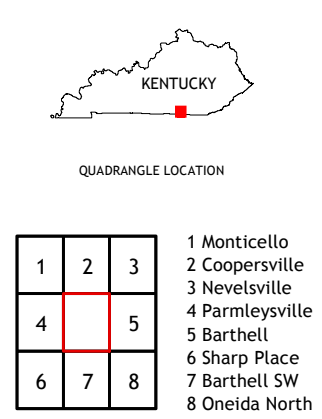 KENTUCKY
QUADRANGLE LOCATION
1 2 3
4 5
6 7 8
1 Monticello
2 Coopersville
3 Nevelsville
4 Parmleysville
5 Barthell
6 Sharp Place
7 Barthell SW
8 Oneida North